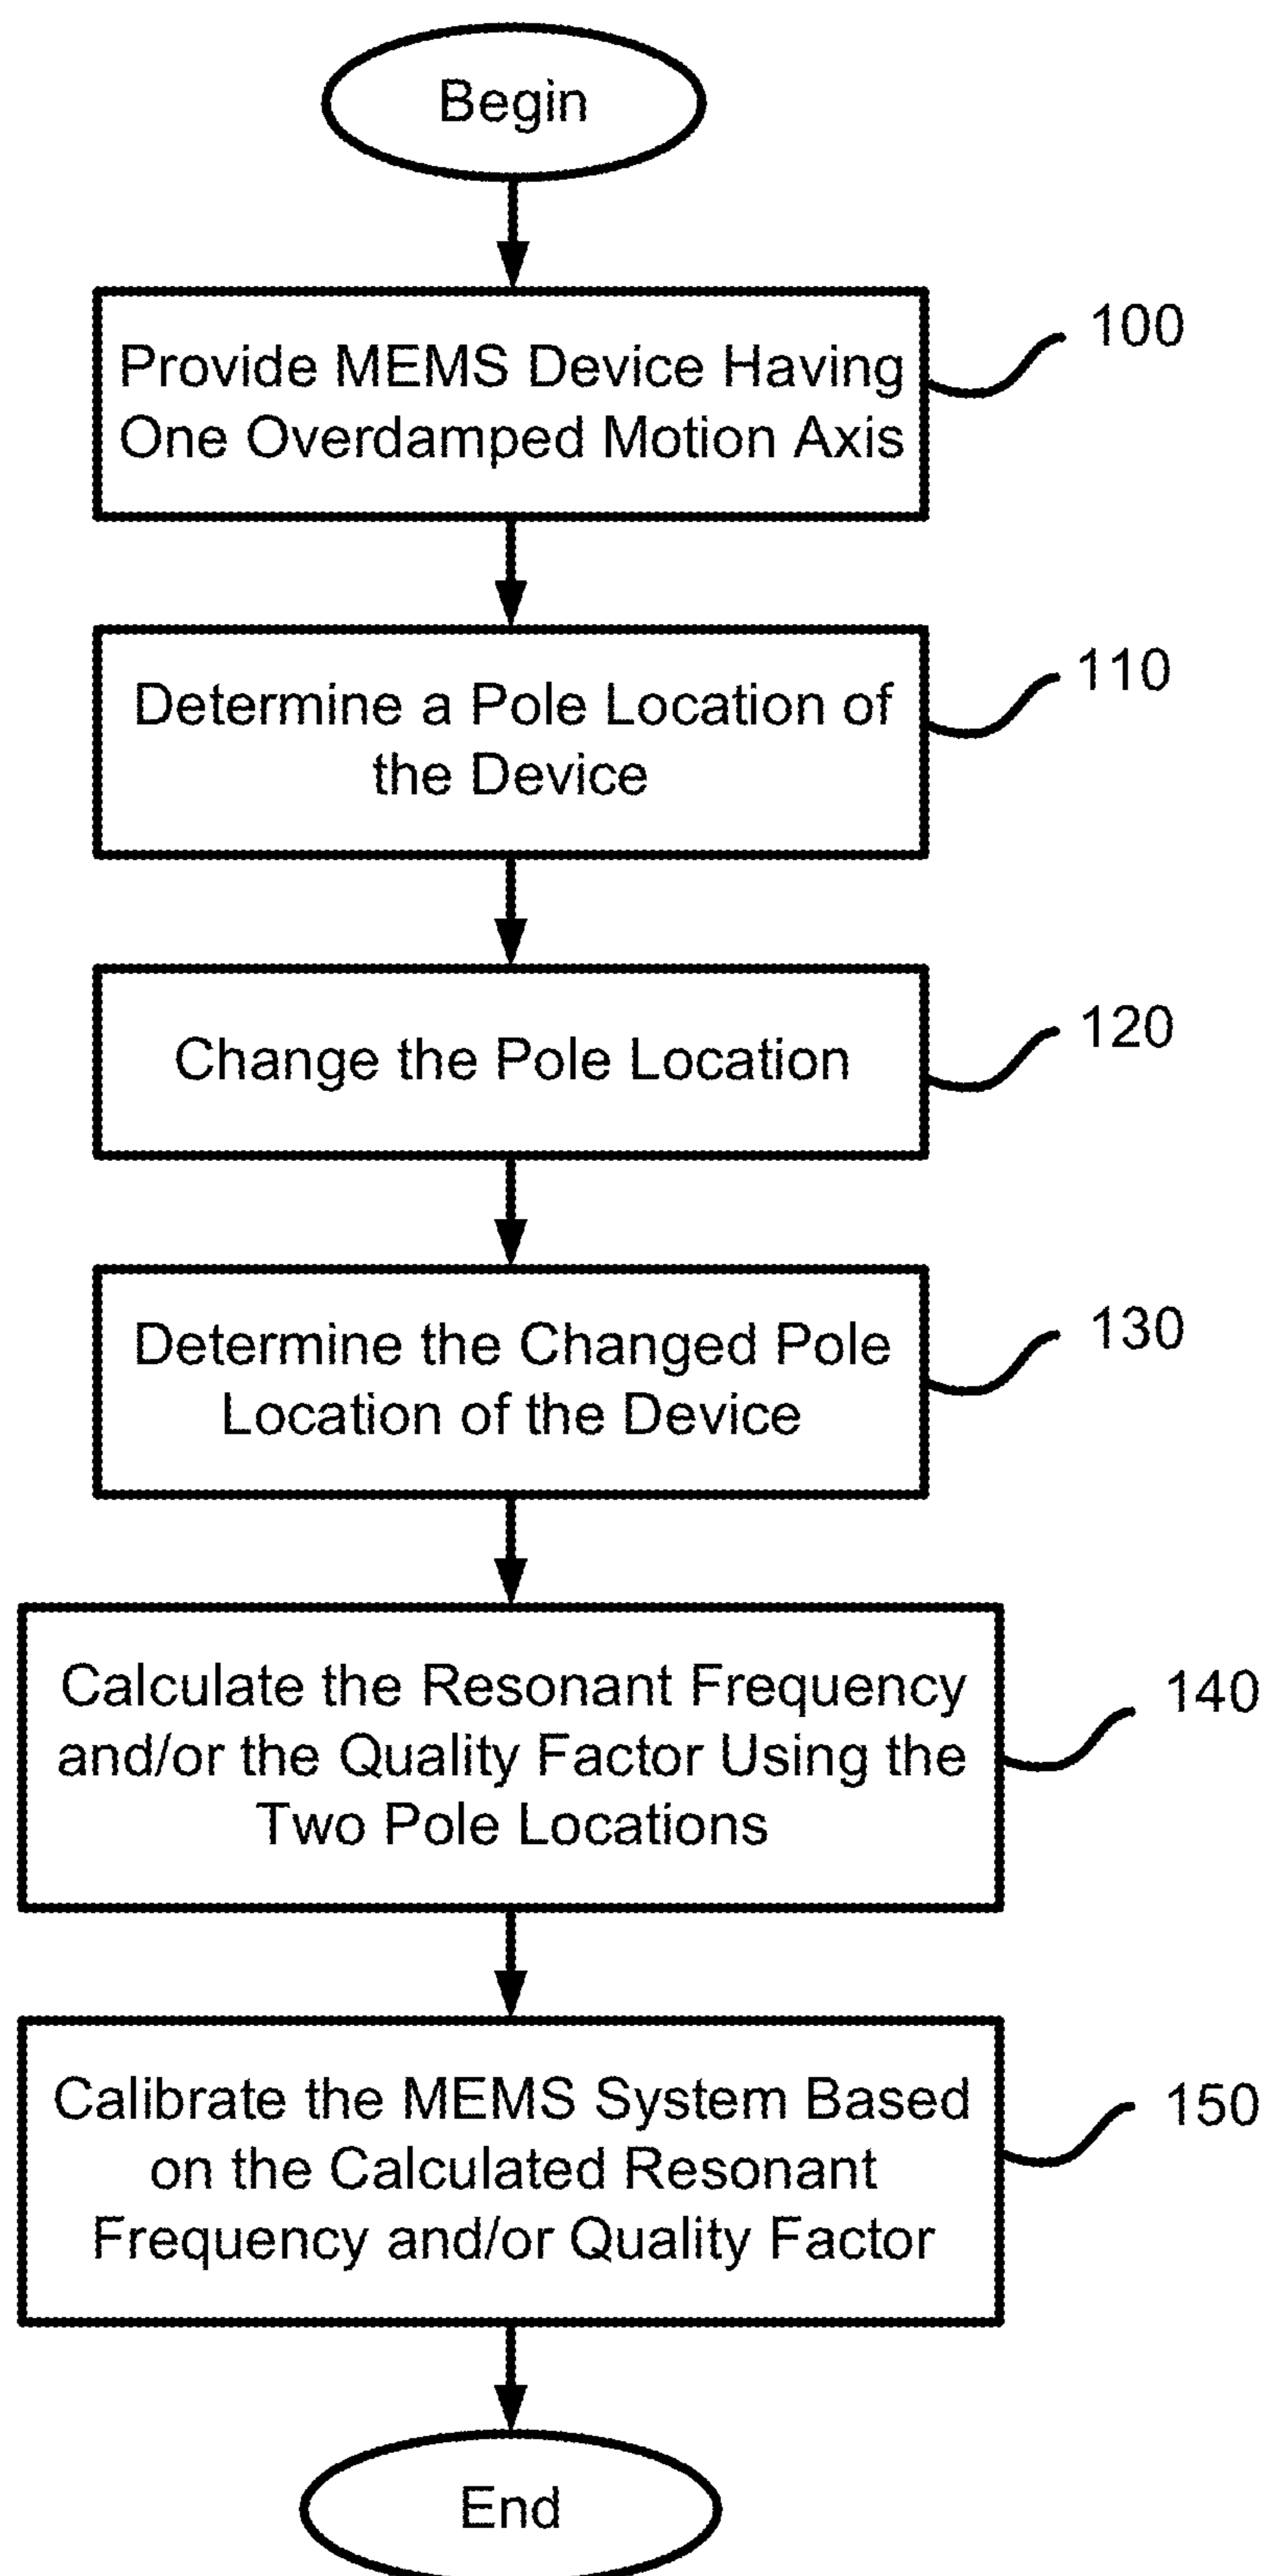 Begin
Provide MEMS Device Having
One Overdamped Motion Axis
100
Determine a Pole Location of
the Device
110
Change the Pole Location
120
Determine the Changed Pole
Location of the Device
130
Calculate the Resonant Frequency
and/or the Quality Factor Using the
Two Pole Locations
140
Calibrate the MEMS System Based
on the Calculated Resonant
Frequency and/or Quality Factor
150
End